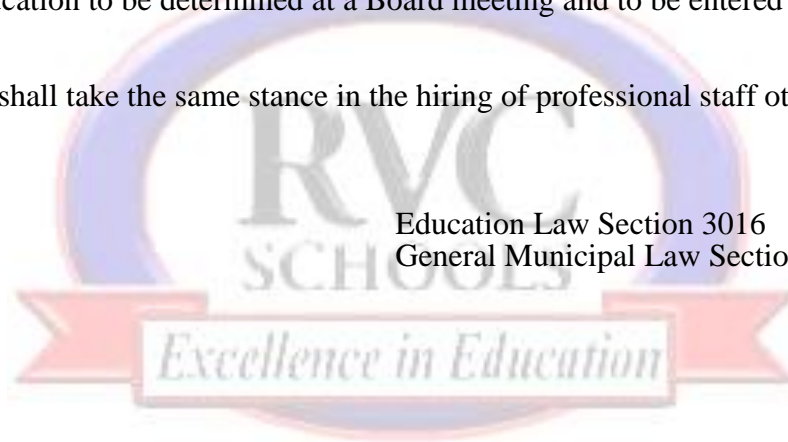 ucation to be determined at a Board meeting and to be entered
shall take the same stance in the hiring of professional staff ot
RVC
Education Law Section 3016
General Municipal Law Sectio
SCHOOLS
Excellence in Education